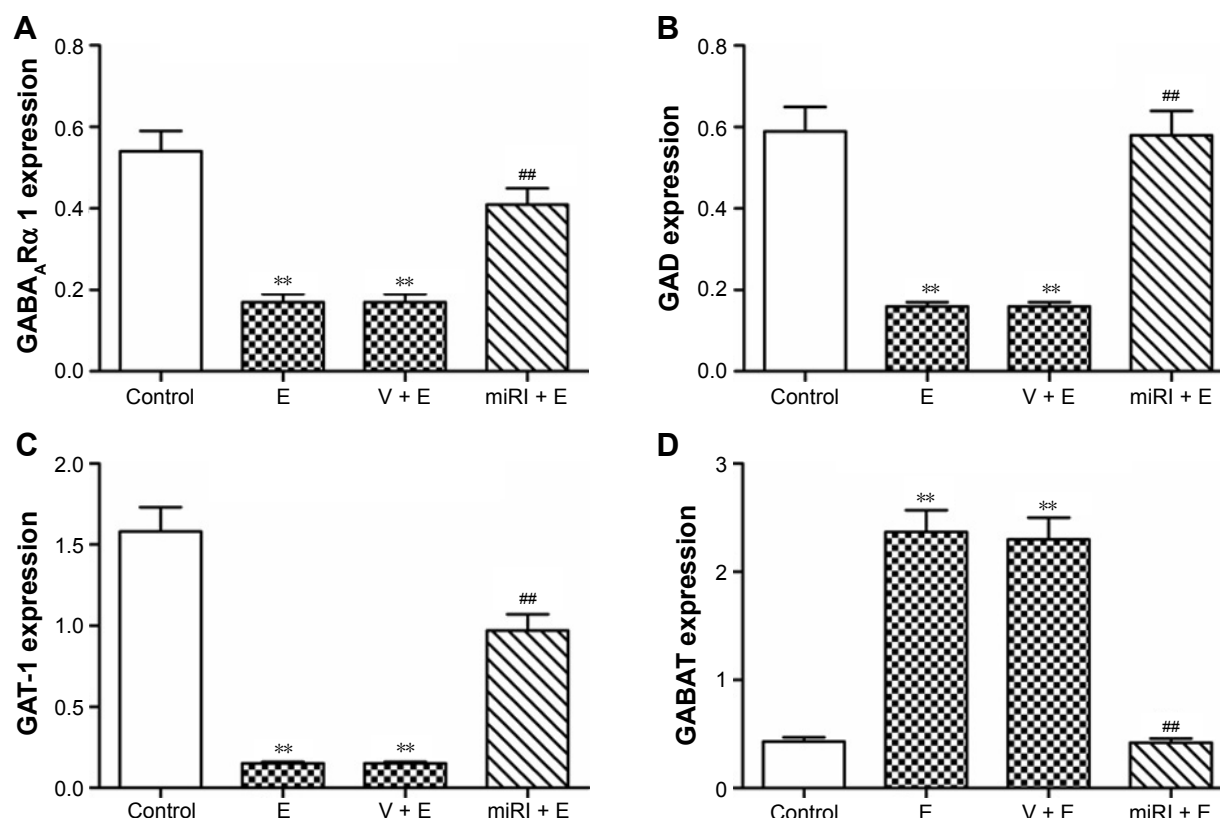 A
GABA_A Rα 1 expression
0.8
0.6
0.4
0.2
0.0
**
**
##
Control E V + E miRI + E
B
GAD expression
0.8
0.6
0.4
0.2
0.0
**
**
##
Control E V + E miRI + E
C
GAT-1 expression
2.0
1.5
1.0
0.5
0.0
**
**
##
Control E V + E miRI + E
D
GABAT expression
3
2
1
0
**
**
##
Control E V + E miRI + E